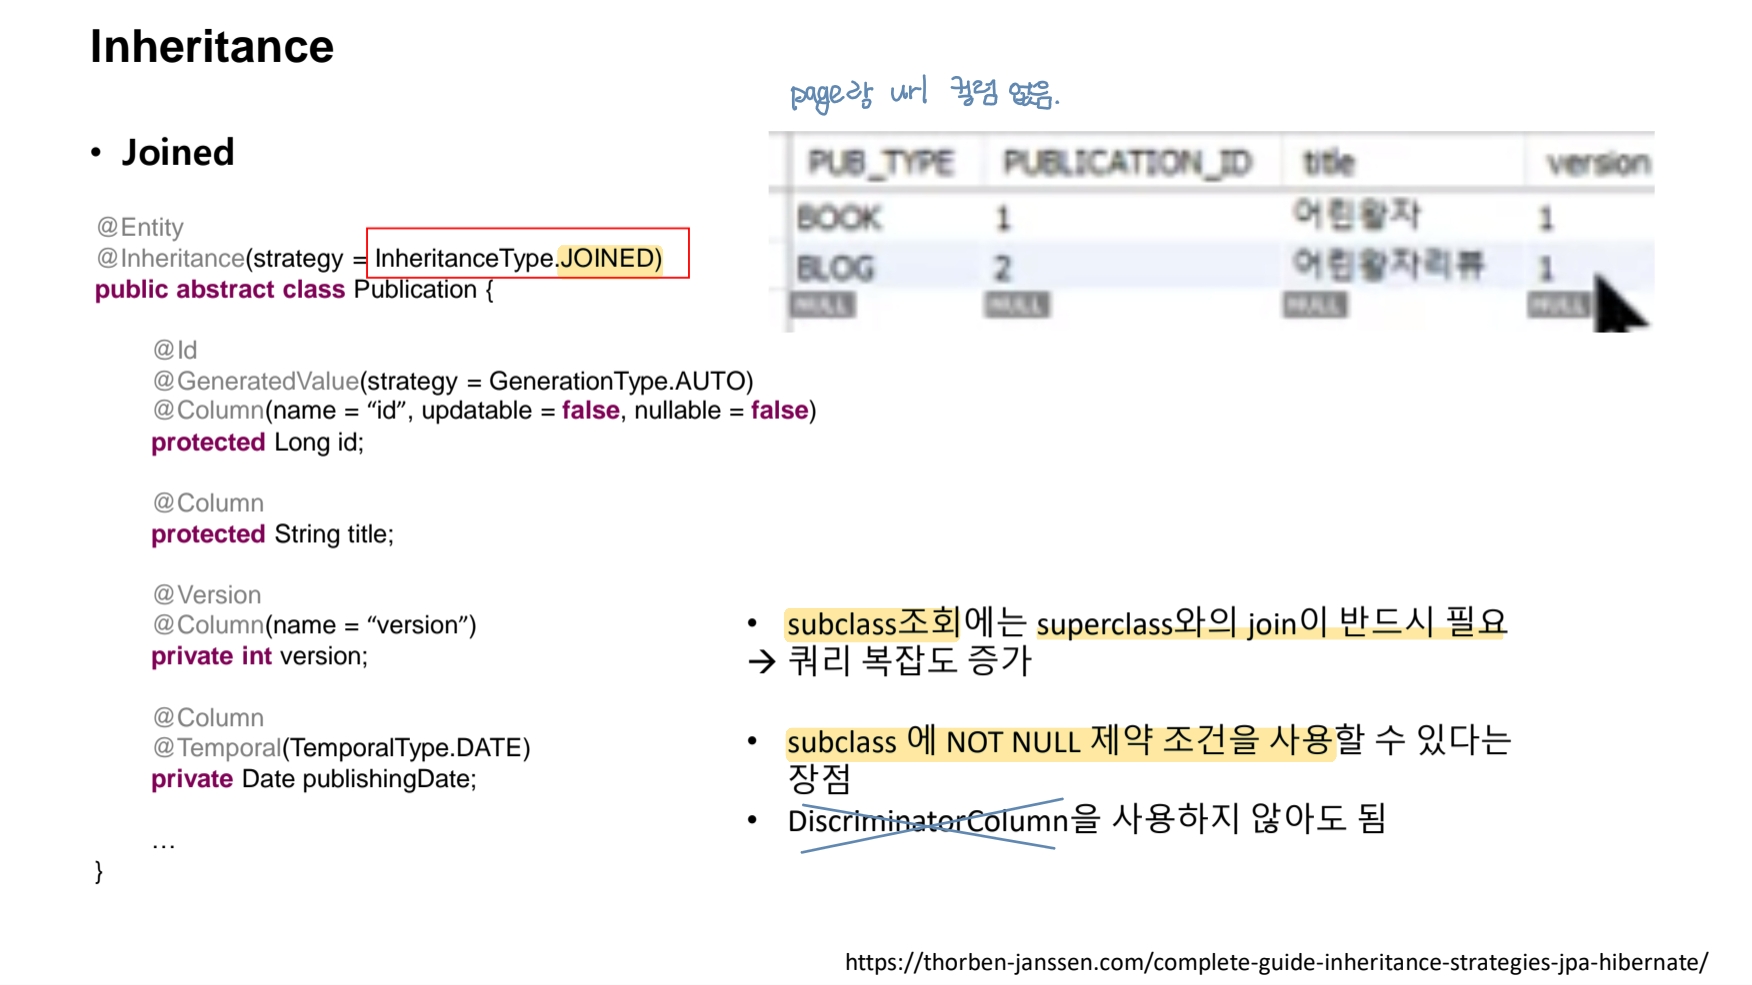 Inheritance
page랑 url 컬럼 없음.
• Joined
PUB_TYPE PUBLICATION_ID title version
BOOK 1 어린왕자 1
BLOG 2 어린왕자리뷰 1
NULL NULL NULL NULL
@Entity
@Inheritance(strategy = InheritanceType.JOINED)
public abstract class Publication {
@Id
@GeneratedValue(strategy = GenerationType.AUTO)
@Column(name = “id”, updatable = false, nullable = false)
protected Long id;
@Column
protected String title;
@Version
@Column(name = “version”)
private int version;
@Column
@Temporal(TemporalType.DATE)
private Date publishingDate;
…
}
• subclass조회에는 superclass와의 join이 반드시 필요
→ 쿼리 복잡도 증가
• subclass 에 NOT NULL 제약 조건을 사용할 수 있다는
장점
• DiscriminatorColumn을 사용하지 않아도 됨
https://thorben-janssen.com/complete-guide-inheritance-strategies-jpa-hibernate/